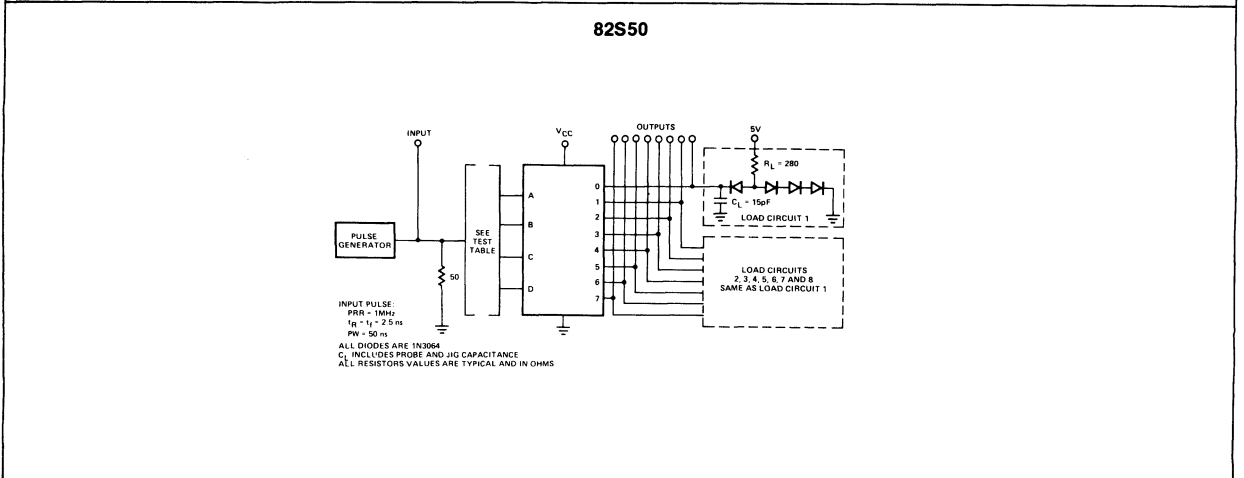 82S50
INPUT
VCC
OUTPUTS
5V
RL = 280
CL = 15pF
LOAD CIRCUIT 1
PULSE
GENERATOR
50
SEE
TEST
TABLE
A
B
C
D
0
1
2
3
4
5
6
7
LOAD CIRCUITS
2, 3, 4, 5, 6, 7 AND 8
SAME AS LOAD CIRCUIT 1
INPUT PULSE:
PRR = 1MHz
tR = tf = 2.5 ns
PW = 50 ns
ALL DIODES ARE 1N3064
CL INCLUDES PROBE AND JIG CAPACITANCE
ALL RESISTORS VALUES ARE TYPICAL AND IN OHMS